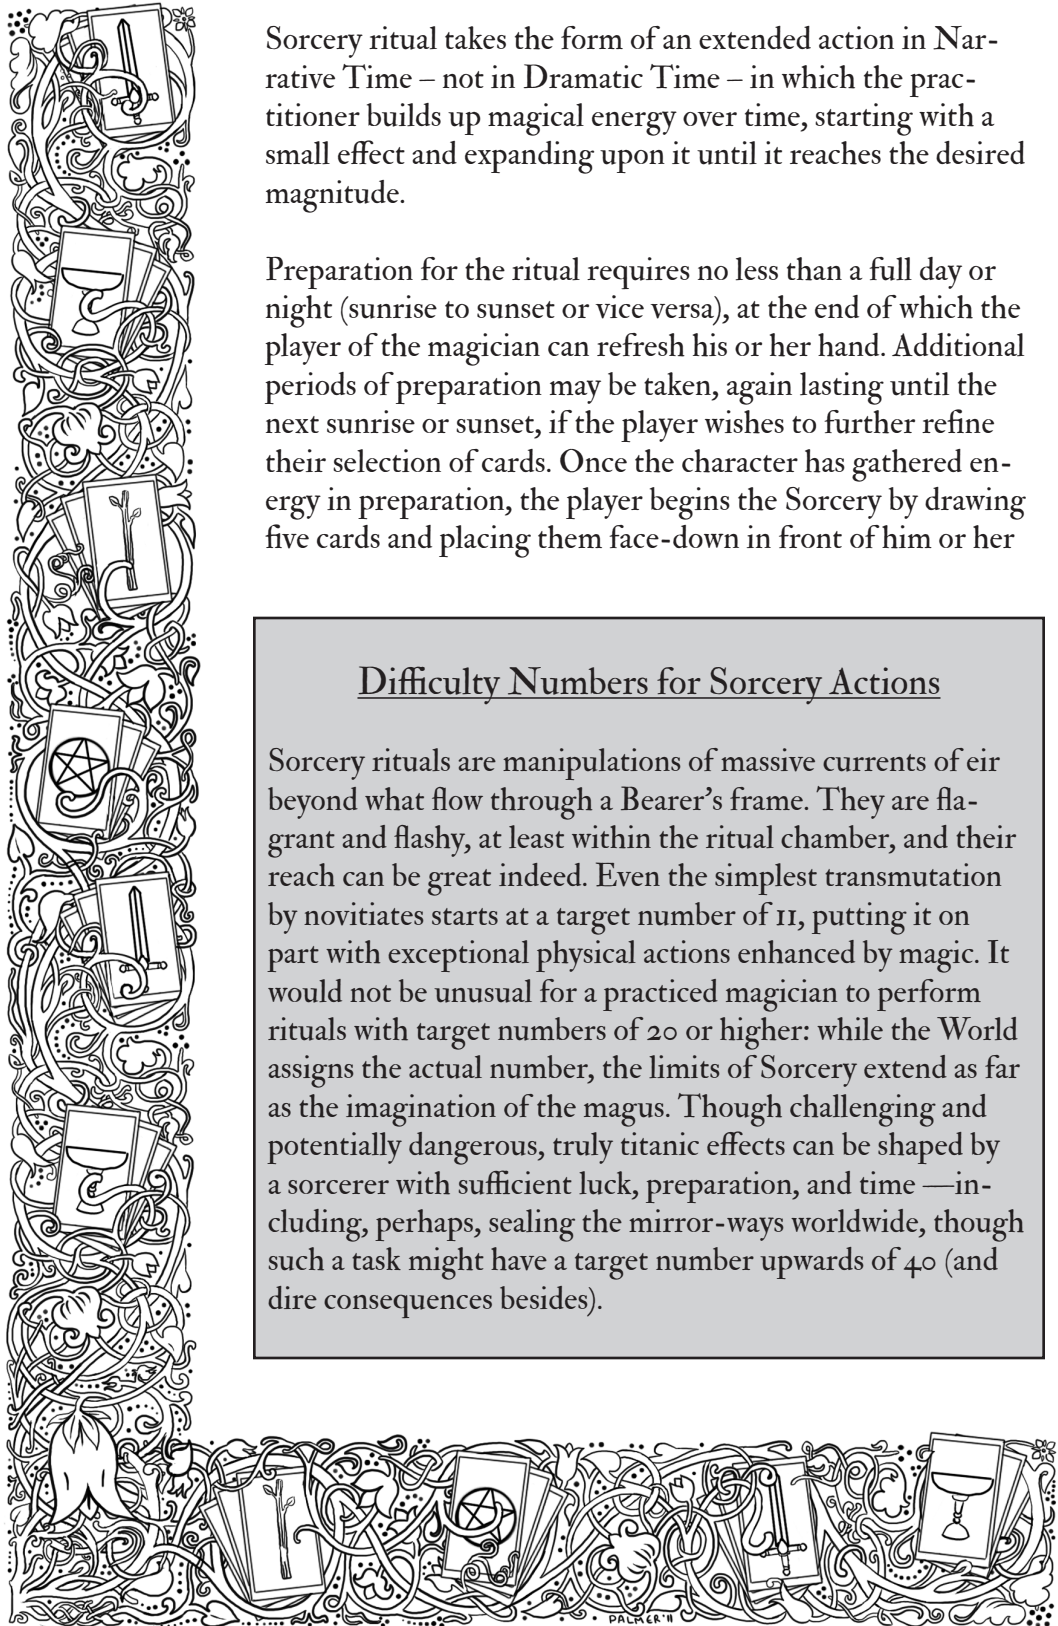 Sorcery ritual takes the form of an extended action in Nar-
rative Time – not in Dramatic Time – in which the prac-
titioner builds up magical energy over time, starting with a
small effect and expanding upon it until it reaches the desired
magnitude.
Preparation for the ritual requires no less than a full day or
night (sunrise to sunset or vice versa), at the end of which the
player of the magician can refresh his or her hand. Additional
periods of preparation may be taken, again lasting until the
next sunrise or sunset, if the player wishes to further refine
their selection of cards. Once the character has gathered en-
ergy in preparation, the player begins the Sorcery by drawing
five cards and placing them face-down in front of him or her
Difficulty Numbers for Sorcery Actions
Sorcery rituals are manipulations of massive currents of eir
beyond what flow through a Bearer's frame. They are fla-
grant and flashy, at least within the ritual chamber, and their
reach can be great indeed. Even the simplest transmutation
by novitiates starts at a target number of 11, putting it on
part with exceptional physical actions enhanced by magic. It
would not be unusual for a practiced magician to perform
rituals with target numbers of 20 or higher: while the World
assigns the actual number, the limits of Sorcery extend as far
as the imagination of the magus. Though challenging and
potentially dangerous, truly titanic effects can be shaped by
a sorcerer with sufficient luck, preparation, and time —in-
cluding, perhaps, sealing the mirror-ways worldwide, though
such a task might have a target number upwards of 40 (and
dire consequences besides).
PALMER '11